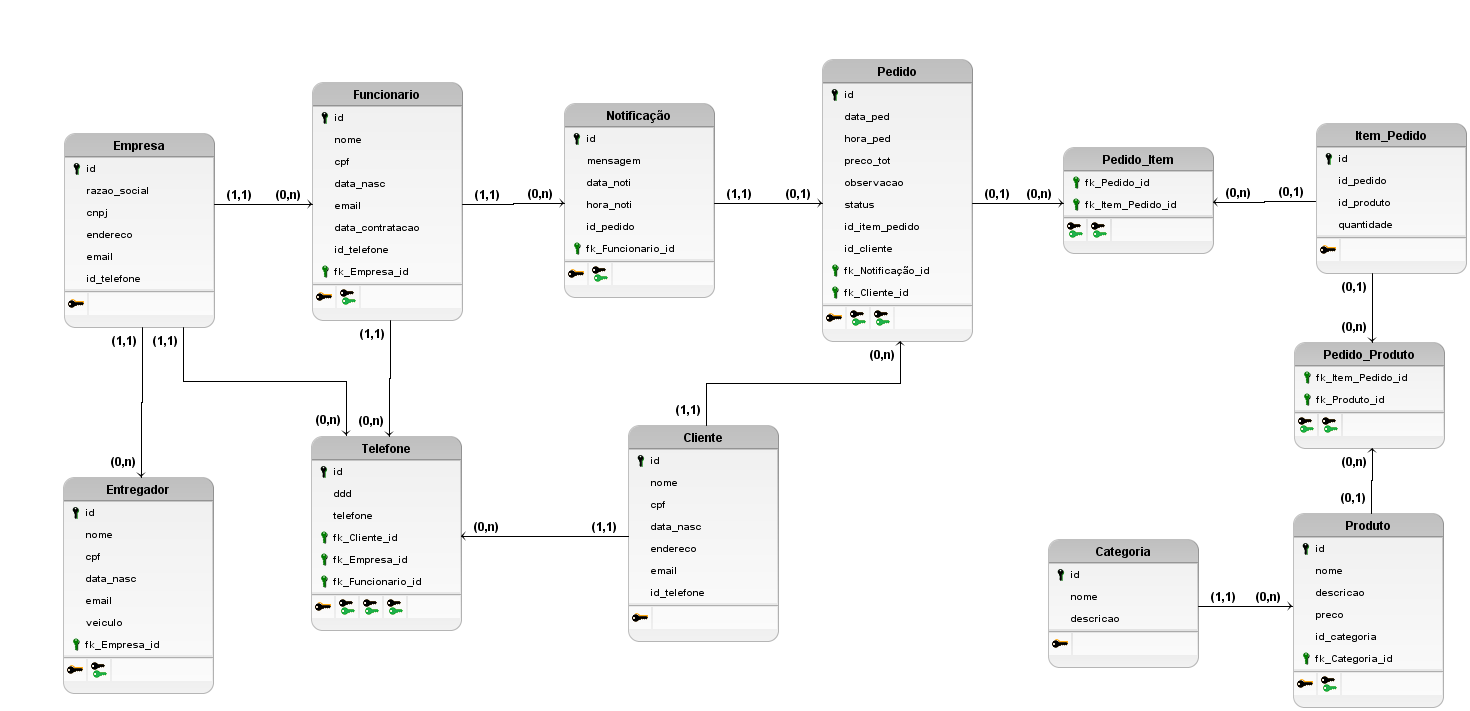 Empresa
id
razao_social
cnpj
endereco
email
id_telefone
(1,1)
(0,n)
Funcionario
id
nome
cpf
data_nasc
email
data_contratacao
id_telefone
fk_Empresa_id
(1,1)
(0,n)
Notificação
id
mensagem
data_noti
hora_noti
id_pedido
fk_Funcionario_id
(1,1)
(0,1)
Pedido
id
data_ped
hora_ped
preco_tot
observacao
status
id_item_pedido
id_cliente
fk_Notificação_id
fk_Cliente_id
(0,1)
(0,n)
Pedido_Item
fk_Pedido_id
fk_Item_Pedido_id
(0,n)
(0,1)
Item_Pedido
id
id_pedido
id_produto
quantidade
(0,1)
(0,n)
Pedido_Produto
fk_Item_Pedido_id
fk_Produto_id
(0,n)
(0,1)
(1,1)
(1,1)
(1,1)
(0,n)
(0,n)
(0,n)
Entregador
id
nome
cpf
data_nasc
email
veiculo
fk_Empresa_id
Telefone
id
ddd
telefone
fk_Cliente_id
fk_Empresa_id
fk_Funcionario_id
(0,n)
(1,1)
(0,n)
(1,1)
Cliente
id
nome
cpf
data_nasc
endereco
email
id_telefone
Categoria
id
nome
descricao
(1,1)
(0,n)
Produto
id
nome
descricao
preco
id_categoria
fk_Categoria_id